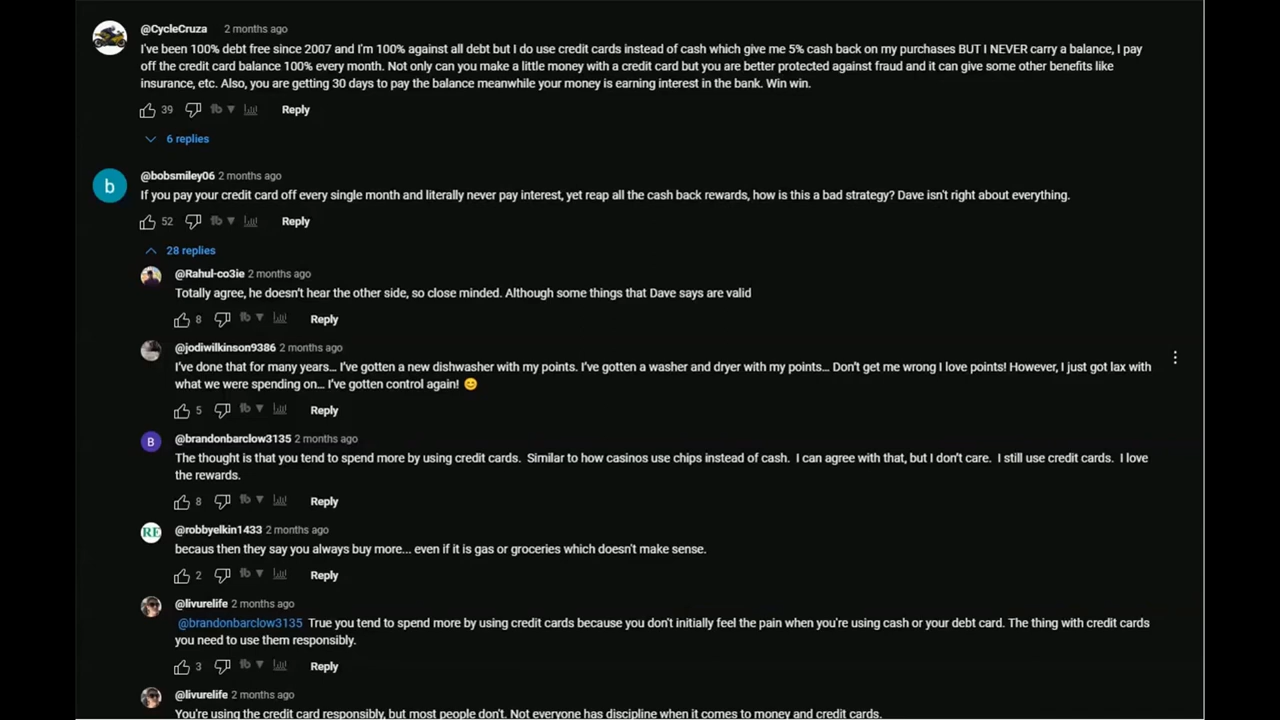 @CycleCruza 2 months ago
I've been 100% debt free since 2007 and I'm 100% against all debt but I do use credit cards instead of cash which give me 5% cash back on my purchases BUT I NEVER carry a balance, I pay
off the credit card balance 100% every month. Not only can you make a little money with a credit card but you are better protected against fraud and it can give some other benefits like
insurance, etc. Also, you are getting 30 days to pay the balance meanwhile your money is earning interest in the bank. Win win.
39 Reply
6 replies
b
@bobsmiley06 2 months ago
If you pay your credit card off every single month and literally never pay interest, yet reap all the cash back rewards, how is this a bad strategy? Dave isn't right about everything.
52 Reply
28 replies
@Rahul-co3ie 2 months ago
Totally agree, he doesn't hear the other side, so close minded. Although some things that Dave says are valid
8 Reply
@jodiwilkinson9386 2 months ago
I've done that for many years... I've gotten a new dishwasher with my points. I've gotten a washer and dryer with my points... Don't get me wrong I love points! However, I just got lax with
what we were spending on... I've gotten control again! 😊
5 Reply
B
@brandonbarclow3135 2 months ago
The thought is that you tend to spend more by using credit cards. Similar to how casinos use chips instead of cash. I can agree with that, but I don't care. I still use credit cards. I love
the rewards.
8 Reply
RE
@robbyelkin1433 2 months ago
becaus then they say you always buy more... even if it is gas or groceries which doesn't make sense.
2 Reply
@livurelife 2 months ago
@brandonbarclow3135 True you tend to spend more by using credit cards because you don't initially feel the pain when you're using cash or your debt card. The thing with credit cards
you need to use them responsibly.
3 Reply
@livurelife 2 months ago
You're using the credit card responsibly, but most people don't. Not everyone has discipline when it comes to money and credit cards.